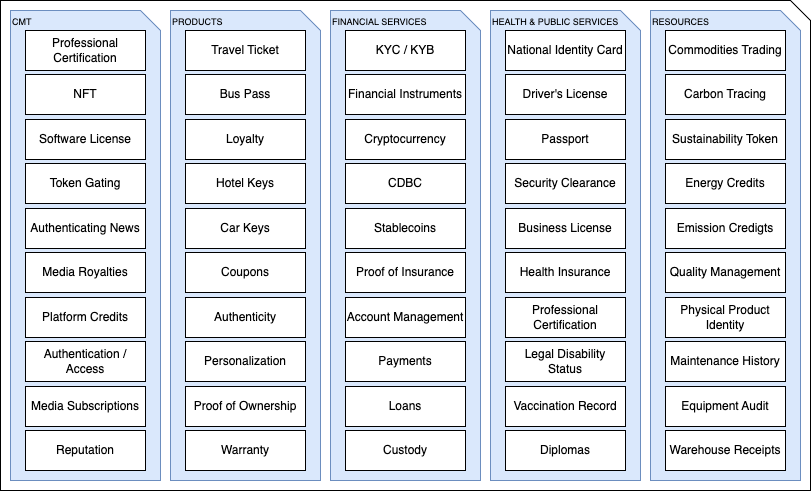 CMT
Professional
Certification
NFT
Software License
Token Gating
Authenticating News
Media Royalties
Platform Credits
Authentication /
Access
Media Subscriptions
Reputation
PRODUCTS
Travel Ticket
Bus Pass
Loyalty
Hotel Keys
Car Keys
Coupons
Authenticity
Personalization
Proof of Ownership
Warranty
FINANCIAL SERVICES
KYC / KYB
Financial Instruments
Cryptocurrency
CDBC
Stablecoins
Proof of Insurance
Account Management
Payments
Loans
Custody
HEALTH & PUBLIC SERVICES
National Identity Card
Driver's License
Passport
Security Clearance
Business License
Health Insurance
Professional
Certification
Legal Disability
Status
Vaccination Record
Diplomas
RESOURCES
Commodities Trading
Carbon Tracing
Sustainability Token
Energy Credits
Emission Credigts
Quality Management
Physical Product
Identity
Maintenance History
Equipment Audit
Warehouse Receipts